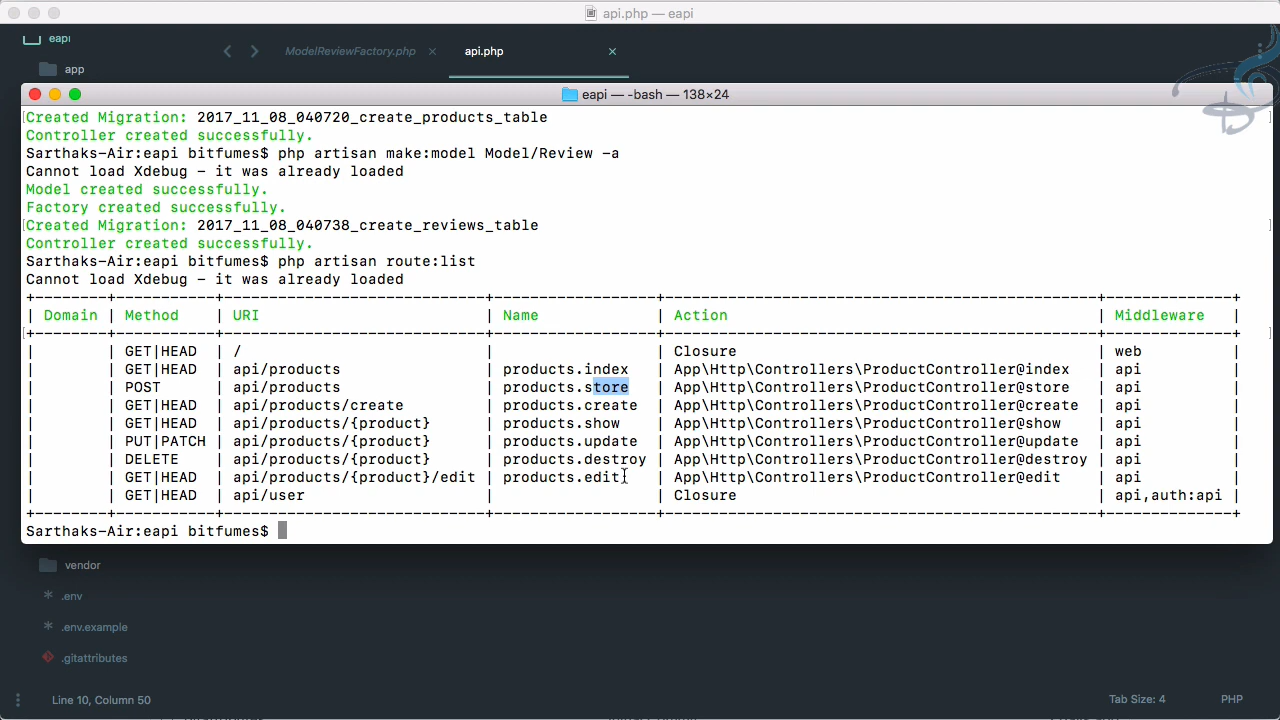 api.php — eapi
eapi
ModelReviewFactory.php × api.php ×
app
eapi — -bash — 138×24
Created Migration: 2017_11_08_040720_create_products_table
Controller created successfully.
Sarthaks-Air:eapi bitfumes$ php artisan make:model Model/Review -a
Cannot load Xdebug - it was already loaded
Model created successfully.
Factory created successfully.
Created Migration: 2017_11_08_040738_create_reviews_table
Controller created successfully.
Sarthaks-Air:eapi bitfumes$ php artisan route:list
Cannot load Xdebug - it was already loaded
| Domain | Method | URI | Name | Action | Middleware |
| | GET|HEAD | / | | Closure | web |
| | GET|HEAD | api/products | products.index | App\Http\Controllers\ProductController@index | api |
| | POST | api/products | products.store | App\Http\Controllers\ProductController@store | api |
| | GET|HEAD | api/products/create | products.create | App\Http\Controllers\ProductController@create | api |
| | GET|HEAD | api/products/{product} | products.show | App\Http\Controllers\ProductController@show | api |
| | PUT|PATCH | api/products/{product} | products.update | App\Http\Controllers\ProductController@update | api |
| | DELETE | api/products/{product} | products.destroy | App\Http\Controllers\ProductController@destroy | api |
| | GET|HEAD | api/products/{product}/edit | products.edit | App\Http\Controllers\ProductController@edit | api |
| | GET|HEAD | api/user | | Closure | api,auth:api |
Sarthaks-Air:eapi bitfumes$
vendor
.env
.env.example
.gitattributes
Line 10, Column 50 Tab Size: 4 PHP